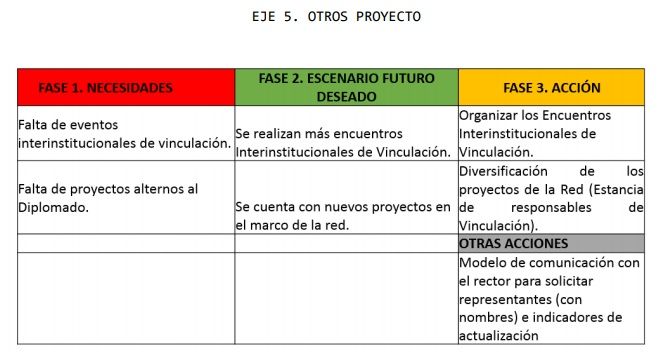 EJE 5. OTROS PROYECTO
FASE 1. NECESIDADES
FASE 2. ESCENARIO FUTURO
DESEADO
FASE 3. ACCIÓN
Falta de eventos
interinstitucionales de vinculación.
Se realizan más encuentros
Interinstitucionales de Vinculación.
Organizar los Encuentros
Interinstitucionales de
Vinculación.
Falta de proyectos alternos al
Diplomado.
Se cuenta con nuevos proyectos en
el marco de la red.
Diversificación de los
proyectos de la Red (Estancia
de responsables de
Vinculación).
OTRAS ACCIONES
Modelo de comunicación con
el rector para solicitar
representantes (con
nombres) e indicadores de
actualización